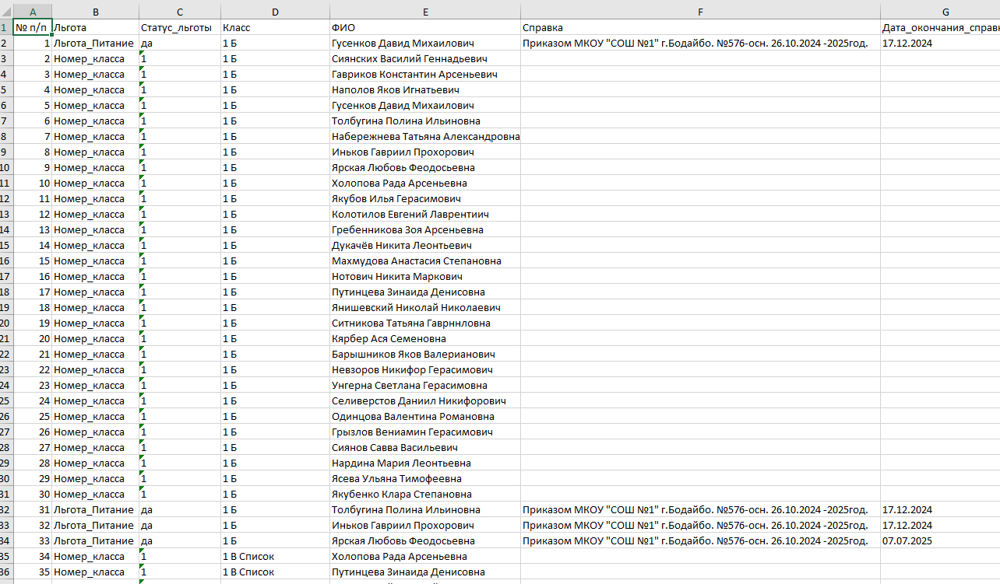 A B C D E F G
1 № п/п Льгота Статус_льготы Класс ФИО Справка Дата_окончания_справ
2 1 Льгота_Питание да 1 Б Гусенков Давид Михаилович Приказом МКОУ "СОШ №1" г.Бодайбо. №576-осн. 26.10.2024 -2025год. 17.12.2024
3 2 Номер_класса 1 1 Б Сиянских Василий Геннадьевич
4 3 Номер_класса 1 1 Б Гавриков Константин Арсеньевич
5 4 Номер_класса 1 1 Б Наполов Яков Игнатьевич
6 5 Номер_класса 1 1 Б Гусенков Давид Михаилович
7 6 Номер_класса 1 1 Б Толбугина Полина Ильиновна
8 7 Номер_класса 1 1 Б Набережнева Татьяна Александровна
9 8 Номер_класса 1 1 Б Иньков Гавриил Прохорович
10 9 Номер_класса 1 1 Б Ярская Любовь Феодосьевна
11 10 Номер_класса 1 1 Б Холопова Рада Арсеньевна
12 11 Номер_класса 1 1 Б Якубов Илья Герасимович
13 12 Номер_класса 1 1 Б Колотилов Евгений Лаврентиич
14 13 Номер_класса 1 1 Б Гребенникова Зоя Арсеньевна
15 14 Номер_класса 1 1 Б Дукачёв Никита Леонтьевич
16 15 Номер_класса 1 1 Б Махмудова Анастасия Степановна
17 16 Номер_класса 1 1 Б Нотович Никита Маркович
18 17 Номер_класса 1 1 Б Путинцева Зинаида Денисовна
19 18 Номер_класса 1 1 Б Янишевский Николай Николаевич
20 19 Номер_класса 1 1 Б Ситникова Татьяна Гаврннловна
21 20 Номер_класса 1 1 Б Кярбер Ася Семеновна
22 21 Номер_класса 1 1 Б Барышников Яков Валерианович
23 22 Номер_класса 1 1 Б Невзоров Никифор Герасимович
24 23 Номер_класса 1 1 Б Унгерна Светлана Герасимовна
25 24 Номер_класса 1 1 Б Селиверстов Даниил Никифорович
26 25 Номер_класса 1 1 Б Одинцова Валентина Романовна
27 26 Номер_класса 1 1 Б Грызлов Вениамин Герасимович
28 27 Номер_класса 1 1 Б Сиянов Савва Васильевич
29 28 Номер_класса 1 1 Б Нардина Мария Леонтьевна
30 29 Номер_класса 1 1 Б Ясева Ульяна Тимофеевна
31 30 Номер_класса 1 1 Б Якубенко Клара Степановна
32 31 Льгота_Питание да 1 Б Толбугина Полина Ильиновна Приказом МКОУ "СОШ №1" г.Бодайбо. №576-осн. 26.10.2024 -2025год. 17.12.2024
33 32 Льгота_Питание да 1 Б Иньков Гавриил Прохорович Приказом МКОУ "СОШ №1" г.Бодайбо. №576-осн. 26.10.2024 -2025год. 17.12.2024
34 33 Льгота_Питание да 1 Б Ярская Любовь Феодосьевна Приказом МКОУ "СОШ №1" г.Бодайбо. №576-осн. 26.10.2024 -2025год. 07.07.2025
35 34 Номер_класса 1 1 В Список Холопова Рада Арсеньевна
36 35 Номер_класса 1 1 В Список Путинцева Зинаида Денисовна